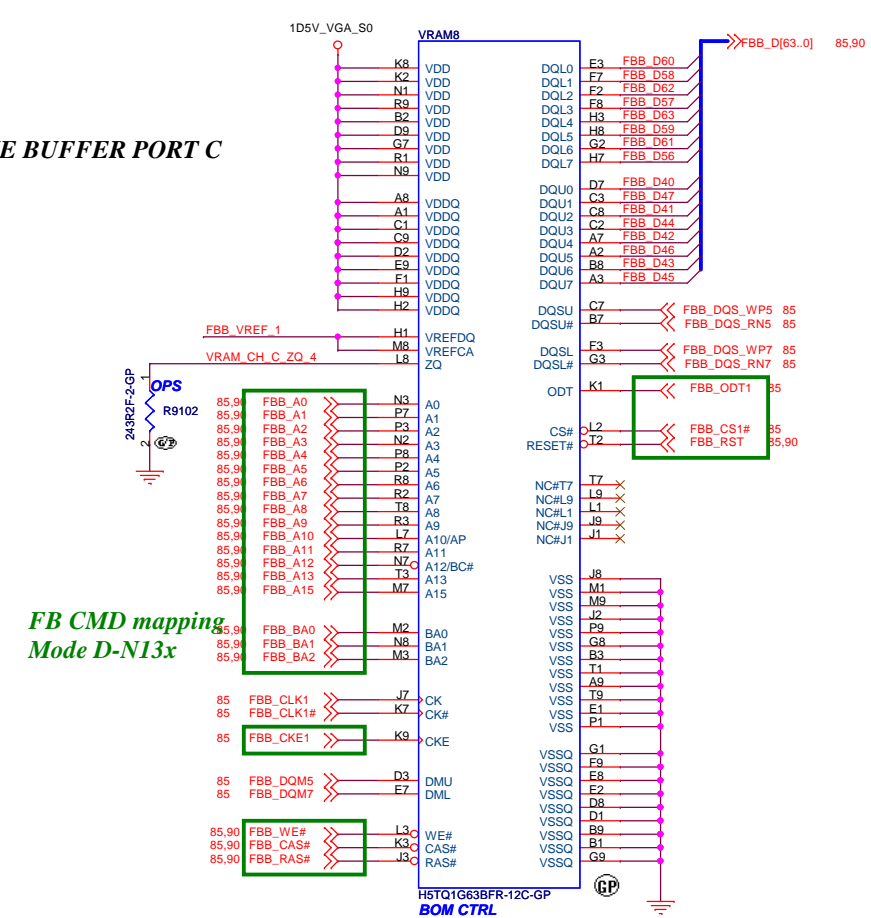 1D5V_VGA_S0
VRAM8
FBB_D[63..0] 85,90
K8 VDD DQL0 E3 FBB_D60
K2 VDD DQL1 F7 FBB_D58
N1 VDD DQL2 F2 FBB_D62
R9 VDD DQL3 F8 FBB_D57
B2 VDD DQL4 H3 FBB_D63
D9 VDD DQL5 H8 FBB_D59
G7 VDD DQL6 G2 FBB_D61
R1 VDD DQL7 H7 FBB_D56
N9 VDD
E BUFFER PORT C
A8 VDDQ DQU0 D7 FBB_D40
A1 VDDQ DQU1 C3 FBB_D47
C1 VDDQ DQU2 C8 FBB_D41
C9 VDDQ DQU3 C2 FBB_D44
D2 VDDQ DQU4 A7 FBB_D42
E9 VDDQ DQU5 A2 FBB_D46
F1 VDDQ DQU6 B8 FBB_D43
H9 VDDQ DQU7 A3 FBB_D45
H2 VDDQ
DQSU C7 FBB_DQS_WP5 85
DQSU# B7 FBB_DQS_RN5 85
FBB_VREF_1 H1 VREFDQ
M8 VREFCA DQSL F3 FBB_DQS_WP7 85
VRAM_CH_C_ZQ_4 L8 ZQ DQSL# G3 FBB_DQS_RN7 85
243R2F-2-GP
1
2
OPS
R9102
ODT K1 FBB_ODT1 85
CS# L2 FBB_CS1# 85
RESET# T2 FBB_RST 85,90
85,90 FBB_A0 N3 A0
85,90 FBB_A1 P7 A1
85,90 FBB_A2 P3 A2
85,90 FBB_A3 N2 A3
85,90 FBB_A4 P8 A4
85,90 FBB_A5 P2 A5
85,90 FBB_A6 R8 A6
85,90 FBB_A7 R2 A7
85,90 FBB_A8 T8 A8
85,90 FBB_A9 R3 A9
85,90 FBB_A10 L7 A10/AP
85,90 FBB_A11 R7 A11
85,90 FBB_A12 N7 A12/BC#
85,90 FBB_A13 T3 A13
85,90 FBB_A15 M7 A15
NC#T7 T7
NC#L9 L9
NC#L1 L1
NC#J9 J9
NC#J1 J1
FB CMD mapping
Mode D-N13x
85,90 FBB_BA0 M2 BA0
85,90 FBB_BA1 N8 BA1
85,90 FBB_BA2 M3 BA2
VSS J8
VSS M1
VSS M9
VSS J2
VSS P9
VSS G8
VSS B3
VSS T1
VSS A9
VSS T9
VSS E1
VSS P1
85 FBB_CLK1 J7 CK
85 FBB_CLK1# K7 CK#
85 FBB_CKE1 K9 CKE
85 FBB_DQM5 D3 DMU
85 FBB_DQM7 E7 DML
85,90 FBB_WE# L3 WE#
85,90 FBB_CAS# K3 CAS#
85,90 FBB_RAS# J3 RAS#
VSSQ G1
VSSQ F9
VSSQ E8
VSSQ E2
VSSQ D8
VSSQ D1
VSSQ B9
VSSQ B1
VSSQ G9
GP
H5TQ1G63BFR-12C-GP
BOM CTRL